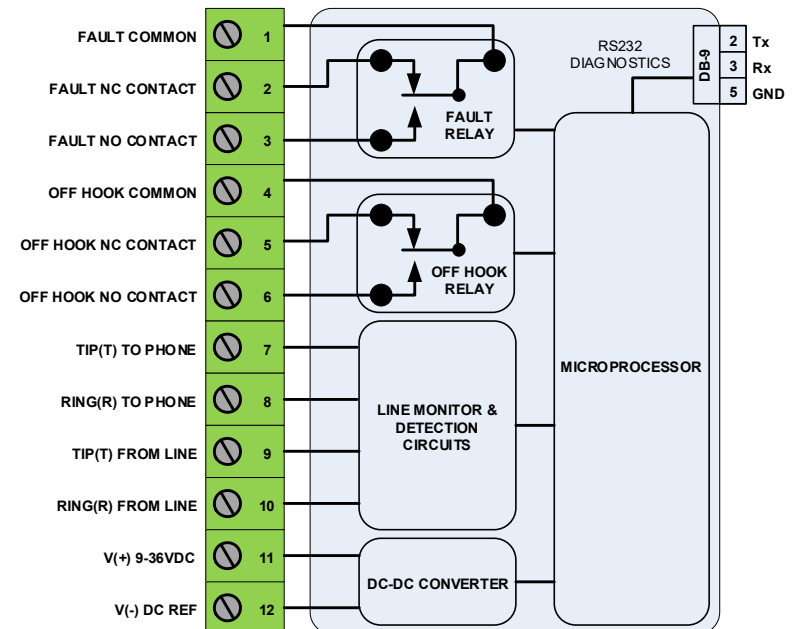 FAULT COMMON 1
FAULT NC CONTACT 2
FAULT NO CONTACT 3
OFF HOOK COMMON 4
OFF HOOK NC CONTACT 5
OFF HOOK NO CONTACT 6
TIP(T) TO PHONE 7
RING(R) TO PHONE 8
TIP(T) FROM LINE 9
RING(R) FROM LINE 10
V(+) 9-36VDC 11
V(-) DC REF 12
FAULT
RELAY
OFF HOOK
RELAY
LINE MONITOR &
DETECTION
CIRCUITS
DC-DC CONVERTER
RS232
DIAGNOSTICS
MICROPROCESSOR
DB-9
2 Tx
3 Rx
5 GND